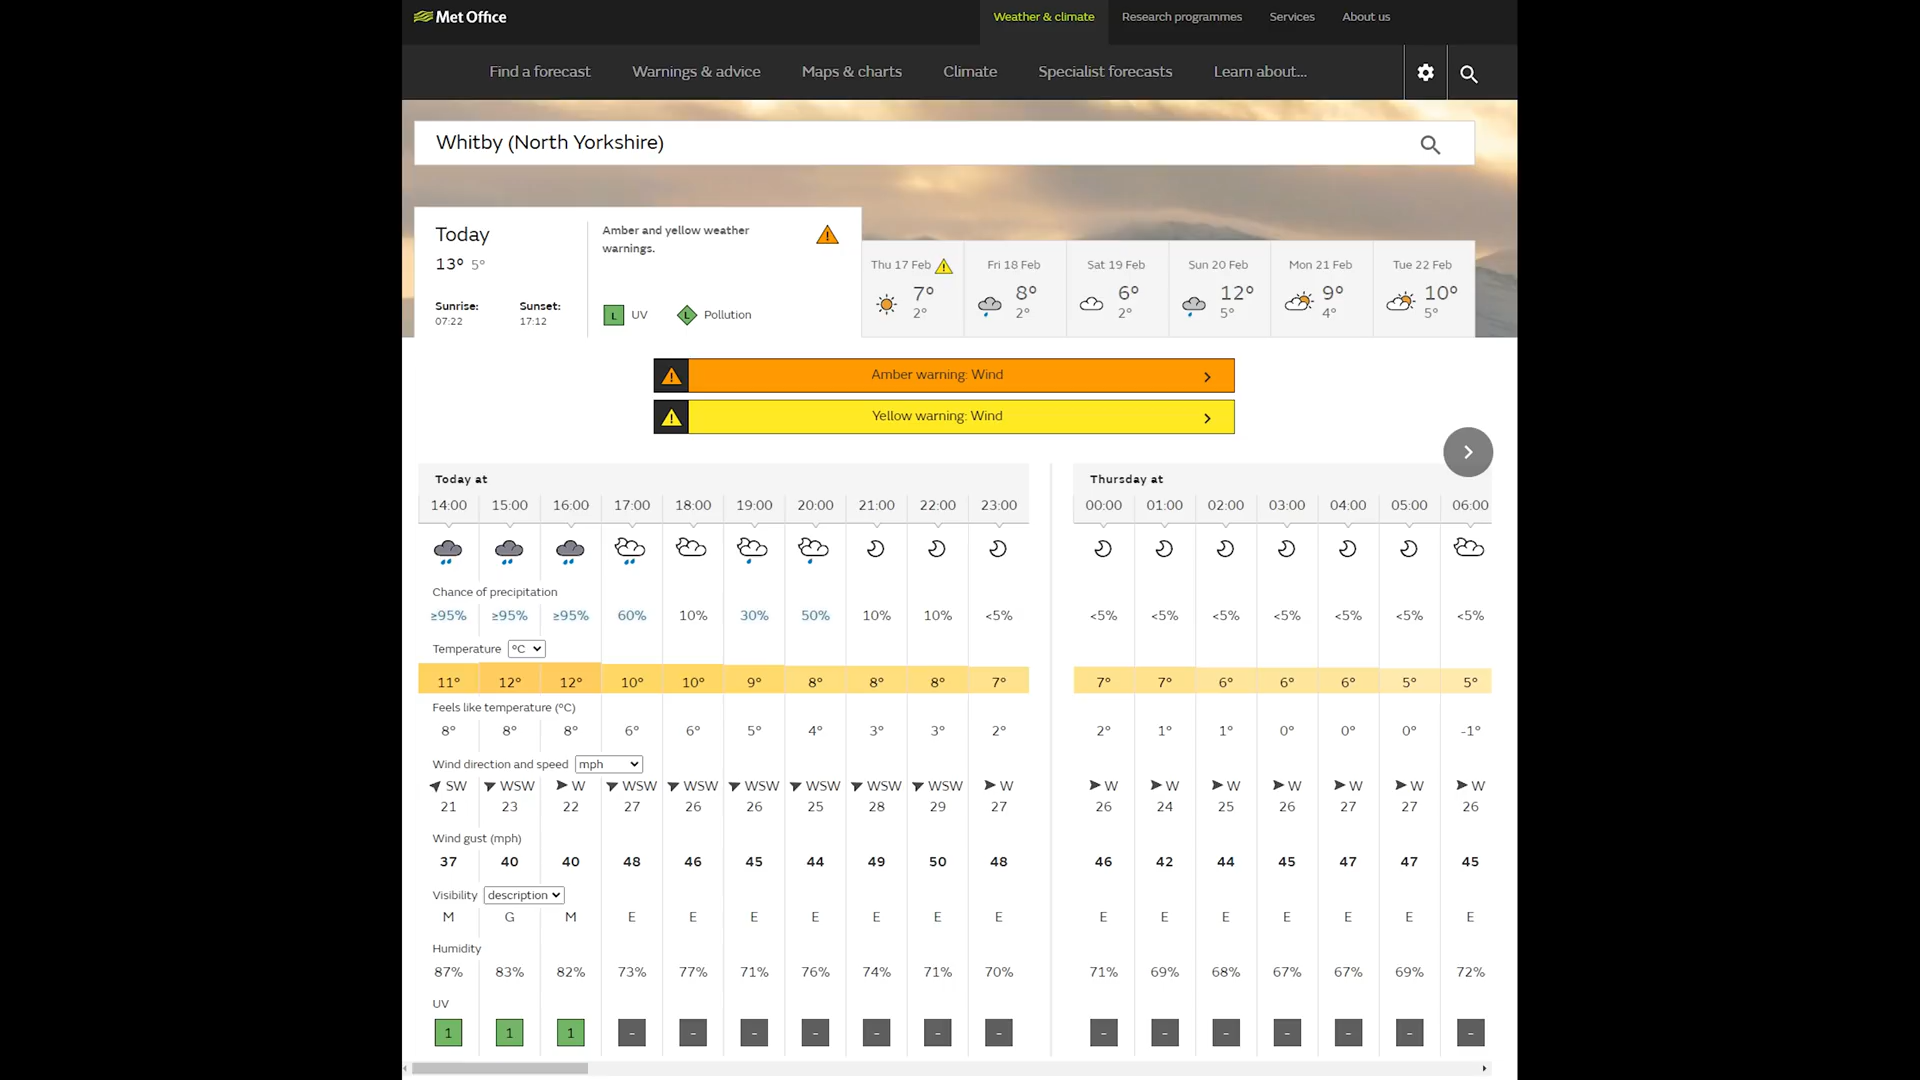 Met Office
Weather & climate Research programmes Services About us
Find a forecast Warnings & advice Maps & charts Climate Specialist forecasts Learn about...
Whitby (North Yorkshire)
Today
13° 5°
Sunrise: Sunset:
07:22 17:12
Amber and yellow weather
warnings.
L UV L Pollution
Thu 17 Feb Fri 18 Feb Sat 19 Feb Sun 20 Feb Mon 21 Feb Tue 22 Feb
7° 8° 6° 12° 9° 10°
2° 2° 2° 5° 4° 5°
Amber warning: Wind
Yellow warning: Wind
Today at Thursday at
14:00 15:00 16:00 17:00 18:00 19:00 20:00 21:00 22:00 23:00 00:00 01:00 02:00 03:00 04:00 05:00 06:00
Chance of precipitation
≥95% ≥95% ≥95% 60% 10% 30% 50% 10% 10% <5% <5% <5% <5% <5% <5% <5% <5%
Temperature °C
11° 12° 12° 10° 10° 9° 8° 8° 8° 7° 7° 7° 6° 6° 6° 5° 5°
Feels like temperature (°C)
8° 8° 8° 6° 6° 5° 4° 3° 3° 2° 2° 1° 1° 0° 0° 0° -1°
Wind direction and speed mph
SW WSW W WSW WSW WSW WSW WSW WSW W W W W W W W W
21 23 22 27 26 26 25 28 29 27 26 24 25 26 27 27 26
Wind gust (mph)
37 40 40 48 46 45 44 49 50 48 46 42 44 45 47 47 45
Visibility description
M G M E E E E E E E E E E E E E E
Humidity
87% 83% 82% 73% 77% 71% 76% 74% 71% 70% 71% 69% 68% 67% 67% 69% 72%
UV
1 1 1 - - - - - - - - - - - - - -